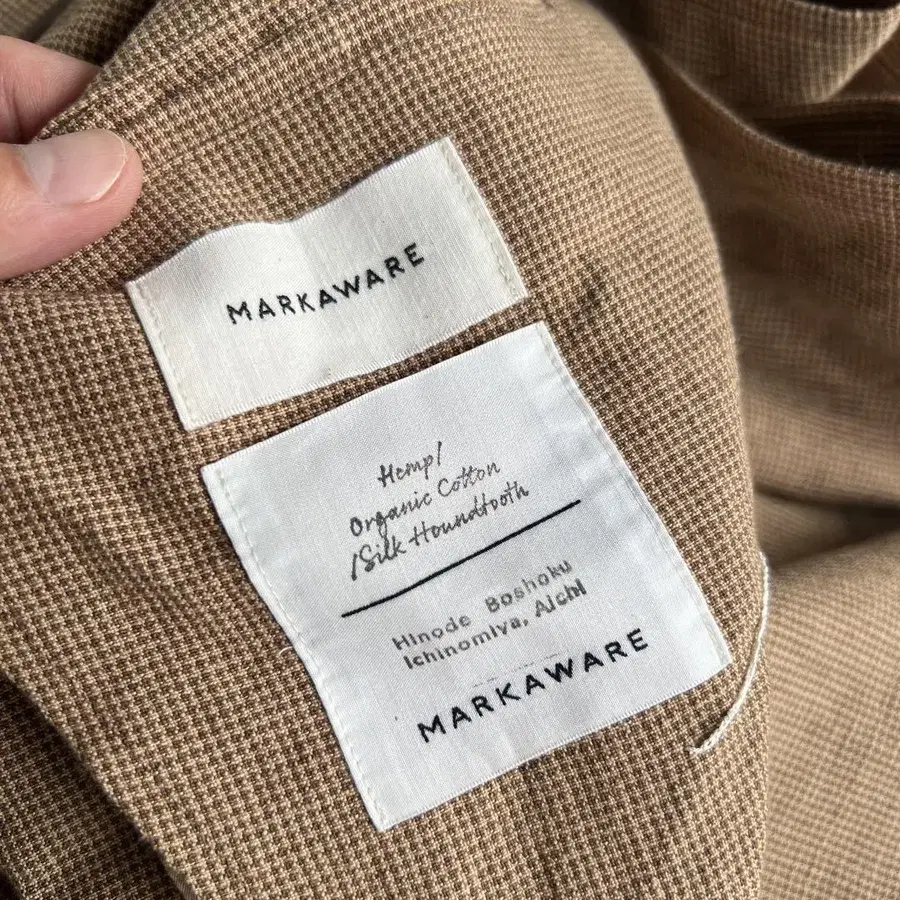 MARKAWARE
Hemp/
Organic Cotton
/Silk Houndtooth
Hinode Boshoku
Ichinomiya, Aichi
MARKAWARE